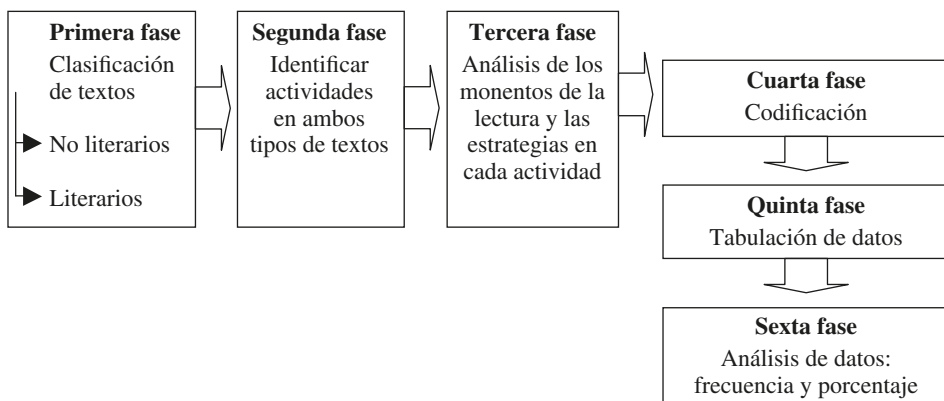 Primera fase
Clasificación
de textos
No literarios
Literarios
Segunda fase
Identificar
actividades
en ambos
tipos de textos
Tercera fase
Análisis de los
monentos de la
lectura y las
estrategias en
cada actividad
Cuarta fase
Codificación
Quinta fase
Tabulación de datos
Sexta fase
Análisis de datos:
frecuencia y porcentaje